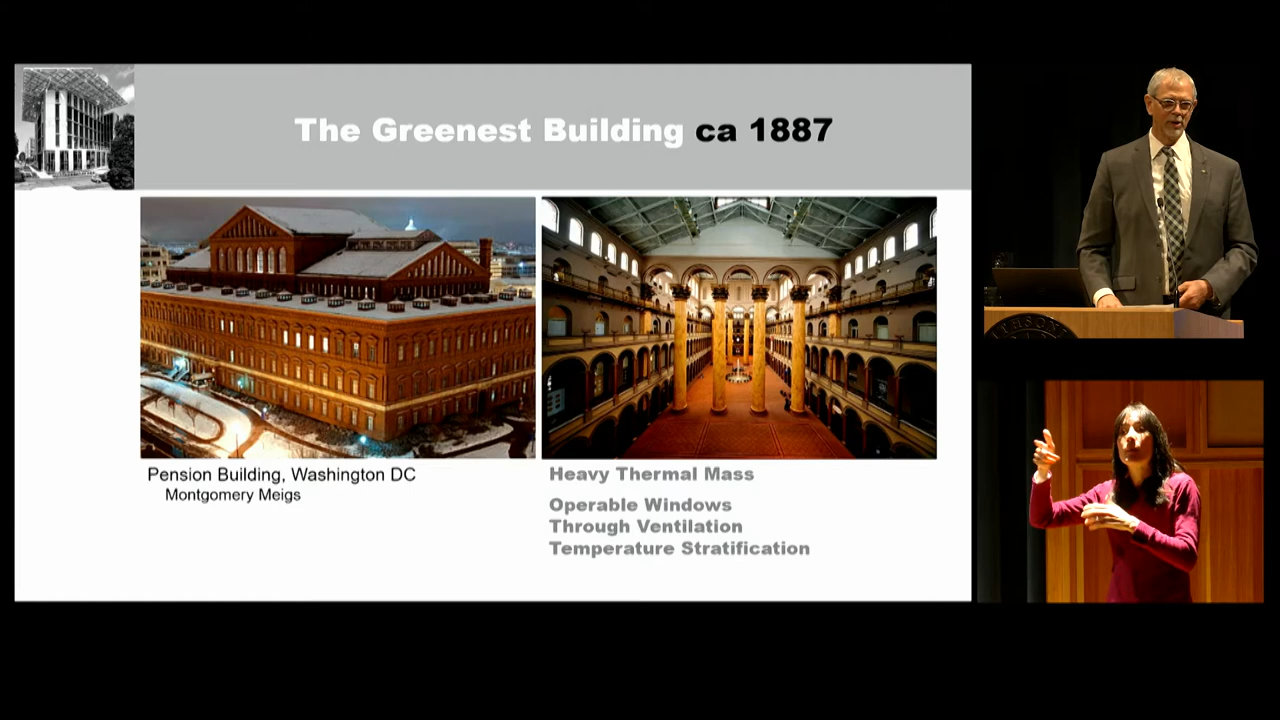 The Greenest Building ca 1887
Pension Building, Washington DC
Montgomery Meigs
Heavy Thermal Mass
Operable Windows
Through Ventilation
Temperature Stratification